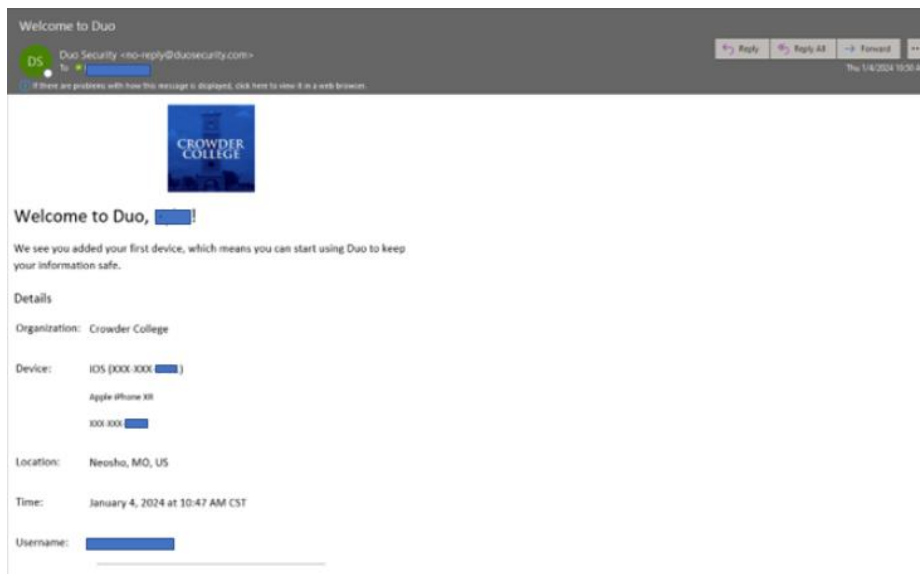 Welcome to Duo
DS
Duo Security <no-reply@duosecurity.com>
To
Reply
Reply All
Forward
Thu 1/4/2024 10:50
If there are problems with how this message is displayed, click here to view it in a web browser.
CROWDER
COLLEGE
Welcome to Duo, !
We see you added your first device, which means you can start using Duo to keep
your information safe.
Details
Organization: Crowder College
Device: IOS (XXX-XXX- )
Apple iPhone XR
XXX-XXX-
Location: Neosho, MO, US
Time: January 4, 2024 at 10:47 AM CST
Username: